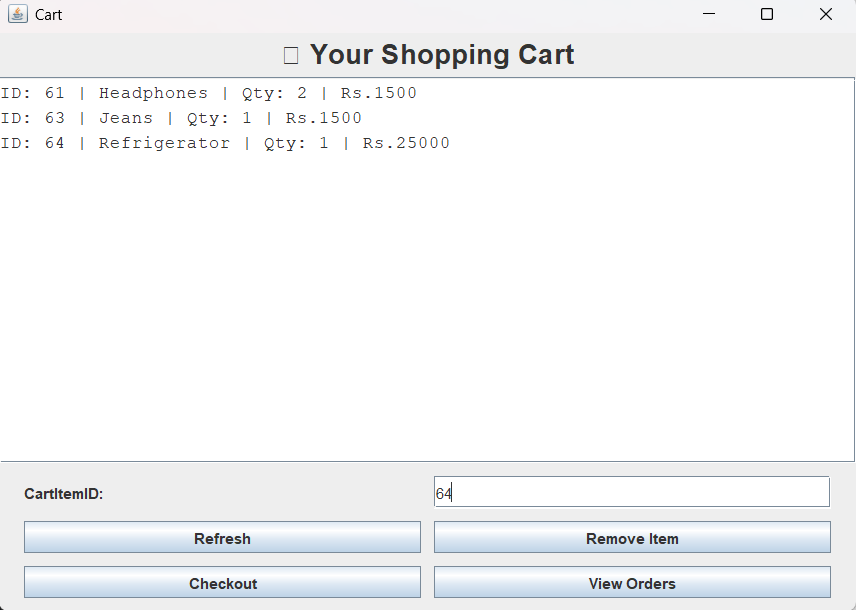 Cart
Your Shopping Cart
ID: 61 | Headphones | Qty: 2 | Rs.1500
ID: 63 | Jeans | Qty: 1 | Rs.1500
ID: 64 | Refrigerator | Qty: 1 | Rs.25000
CartItemID: 64
Refresh Remove Item
Checkout View Orders